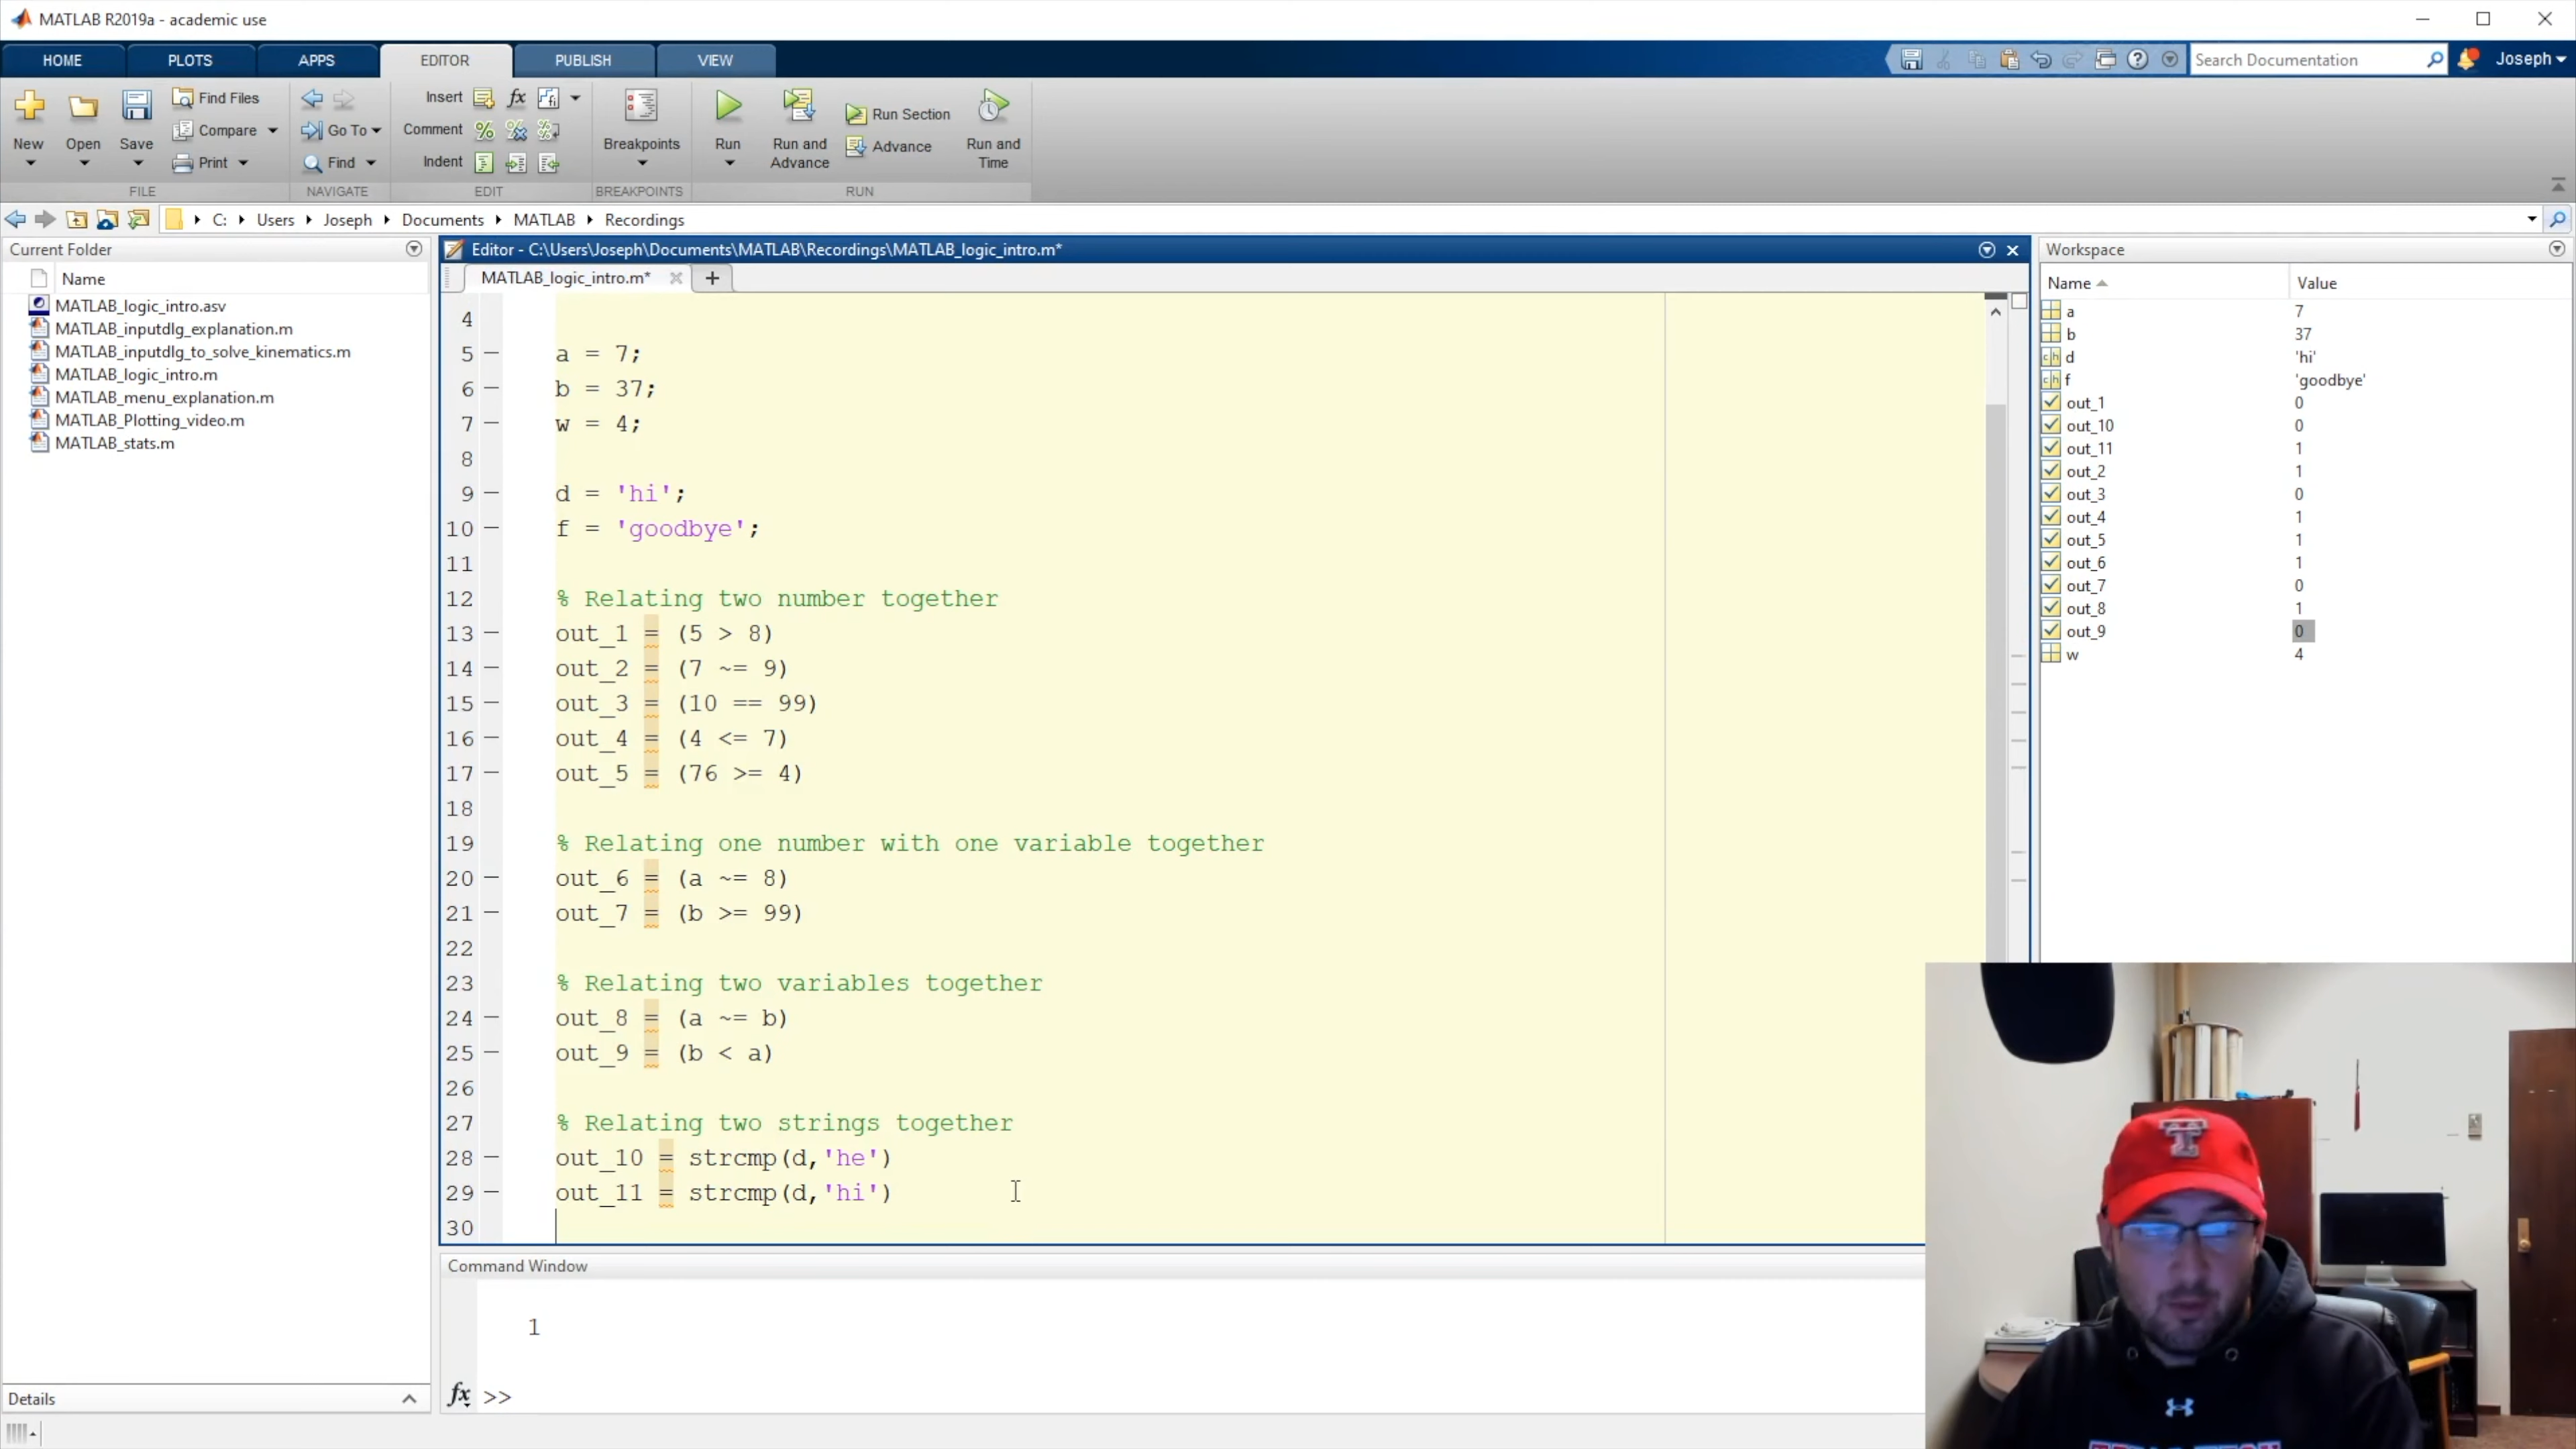 MATLAB R2019a - academic use
HOME PLOTS APPS EDITOR PUBLISH VIEW
Search Documentation
Joseph
New
Open
Save
Find Files
Compare
Print
FILE
Go To
Find
NAVIGATE
Insert
Comment
Indent
EDIT
Breakpoints
BREAKPOINTS
Run
Run and Advance
Run Section
Advance
Run and Time
RUN
C: Users Joseph Documents MATLAB Recordings
Current Folder
Name
MATLAB_logic_intro.asv
MATLAB_inputdlg_explanation.m
MATLAB_inputdlg_to_solve_kinematics.m
MATLAB_logic_intro.m
MATLAB_menu_explanation.m
MATLAB_Plotting_video.m
MATLAB_stats.m
Details
Editor - C:\Users\Joseph\Documents\MATLAB\Recordings\MATLAB_logic_intro.m*
MATLAB_logic_intro.m*
4
5 a = 7;
6 b = 37;
7 w = 4;
8
9 d = 'hi';
10 f = 'goodbye';
11
12 % Relating two number together
13 out_1 = (5 > 8)
14 out_2 = (7 ~= 9)
15 out_3 = (10 == 99)
16 out_4 = (4 <= 7)
17 out_5 = (76 >= 4)
18
19 % Relating one number with one variable together
20 out_6 = (a ~= 8)
21 out_7 = (b >= 99)
22
23 % Relating two variables together
24 out_8 = (a ~= b)
25 out_9 = (b < a)
26
27 % Relating two strings together
28 out_10 = strcmp(d,'he')
29 out_11 = strcmp(d,'hi')
30
Command Window
1
fx >>
Workspace
Name Value
a 7
b 37
d 'hi'
f 'goodbye'
out_1 0
out_10 0
out_11 1
out_2 1
out_3 0
out_4 1
out_5 1
out_6 1
out_7 0
out_8 1
out_9 0
w 4